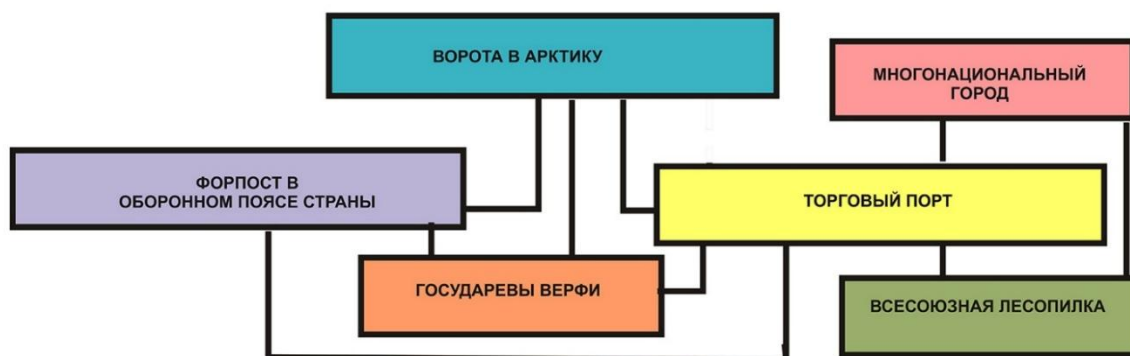 ВОРОТА В АРКТИКУ
МНОГОНАЦИОНАЛЬНЫЙ
ГОРОД
ФОРПОСТ В
ОБОРОННОМ ПОЯСЕ СТРАНЫ
ТОРГОВЫЙ ПОРТ
ГОСУДАРЕВЫ ВЕРФИ
ВСЕСОЮЗНАЯ ЛЕСОПИЛКА